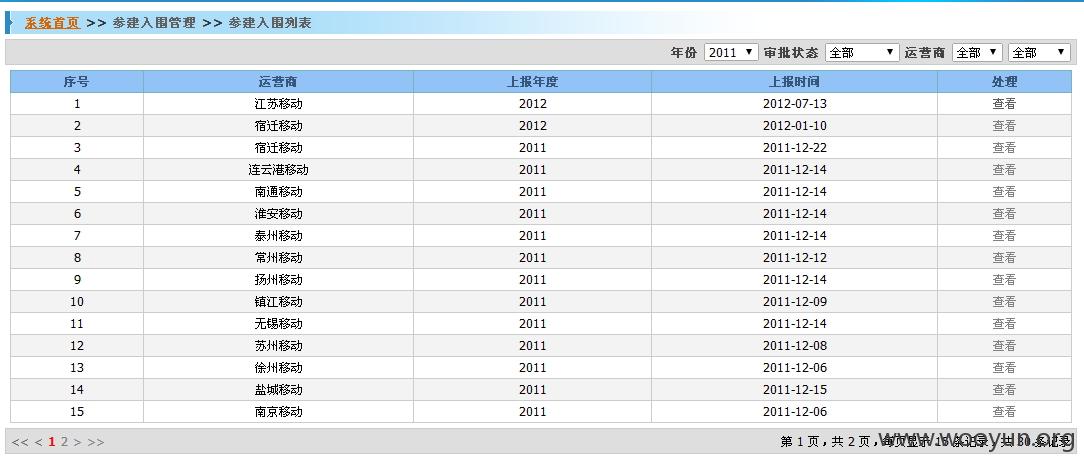 系统首页 >> 参建入围管理 >> 参建入围列表
年份 2011 审批状态 全部 运营商 全部 全部
序号 运营商 上报年度 上报时间 处理
1 江苏移动 2012 2012-07-13 查看
2 宿迁移动 2012 2012-01-10 查看
3 宿迁移动 2011 2011-12-22 查看
4 连云港移动 2011 2011-12-14 查看
5 南通移动 2011 2011-12-14 查看
6 淮安移动 2011 2011-12-14 查看
7 泰州移动 2011 2011-12-14 查看
8 常州移动 2011 2011-12-12 查看
9 扬州移动 2011 2011-12-14 查看
10 镇江移动 2011 2011-12-09 查看
11 无锡移动 2011 2011-12-14 查看
12 苏州移动 2011 2011-12-08 查看
13 徐州移动 2011 2011-12-06 查看
14 盐城移动 2011 2011-12-15 查看
15 南京移动 2011 2011-12-06 查看
<< < 1 2 > >> 第 1 页，共 2 页，每页显示 15 条记录，共 30 条记录
www.wooyun.org